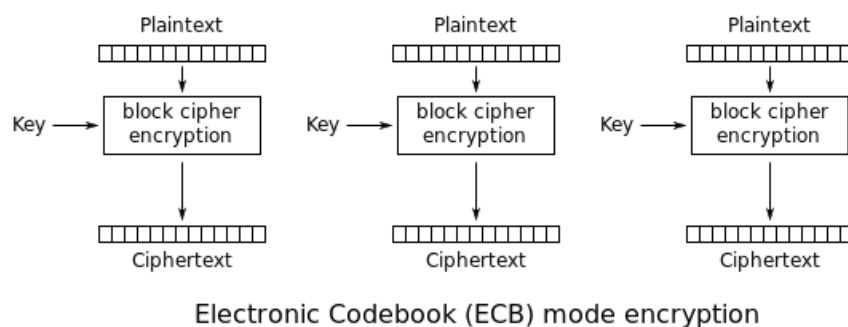 Plaintext
Plaintext
Plaintext
Key
block cipher
encryption
Key
block cipher
encryption
Key
block cipher
encryption
Ciphertext
Ciphertext
Ciphertext
Electronic Codebook (ECB) mode encryption